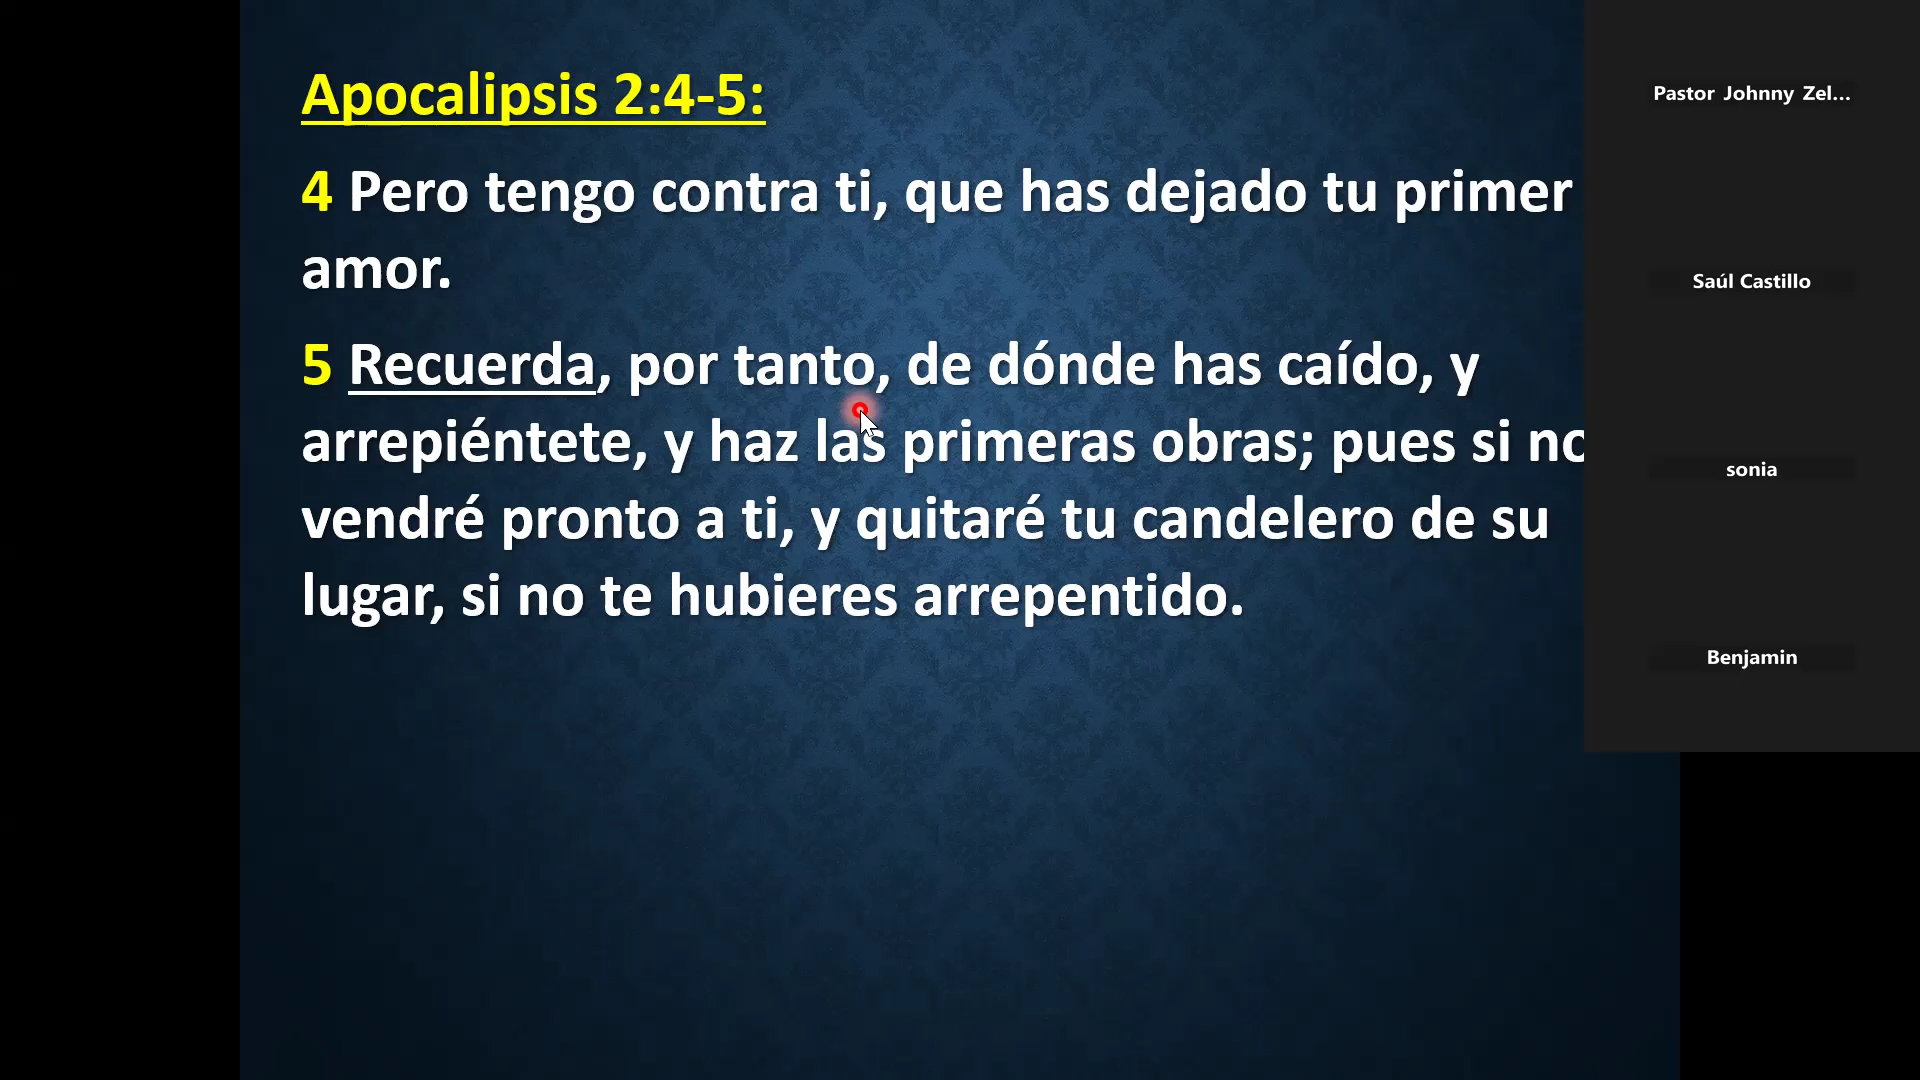 Apocalipsis 2:4-5:
4 Pero tengo contra ti, que has dejado tu primer
amor.
5 Recuerda, por tanto, de dónde has caído, y
arrepiéntete, y haz las primeras obras; pues si no
vendré pronto a ti, y quitaré tu candelero de su
lugar, si no te hubieres arrepentido.
Pastor Johnny Zel...
Saúl Castillo
sonia
Benjamin